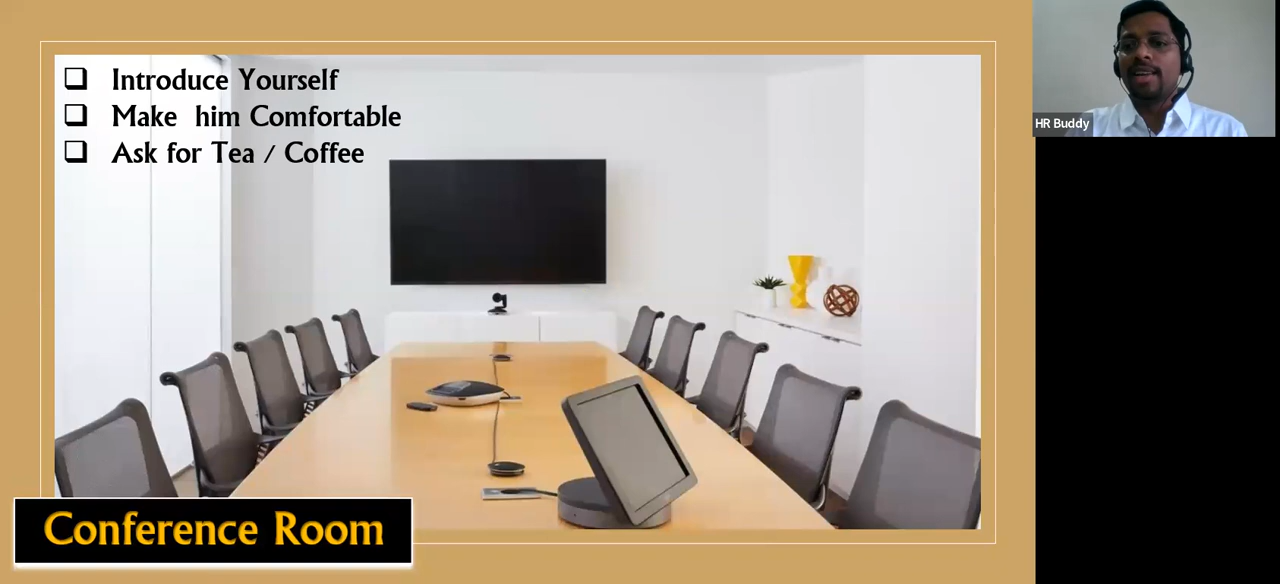 Introduce Yourself
Make  him Comfortable
Ask for Tea / Coffee
HR Buddy
Conference Room